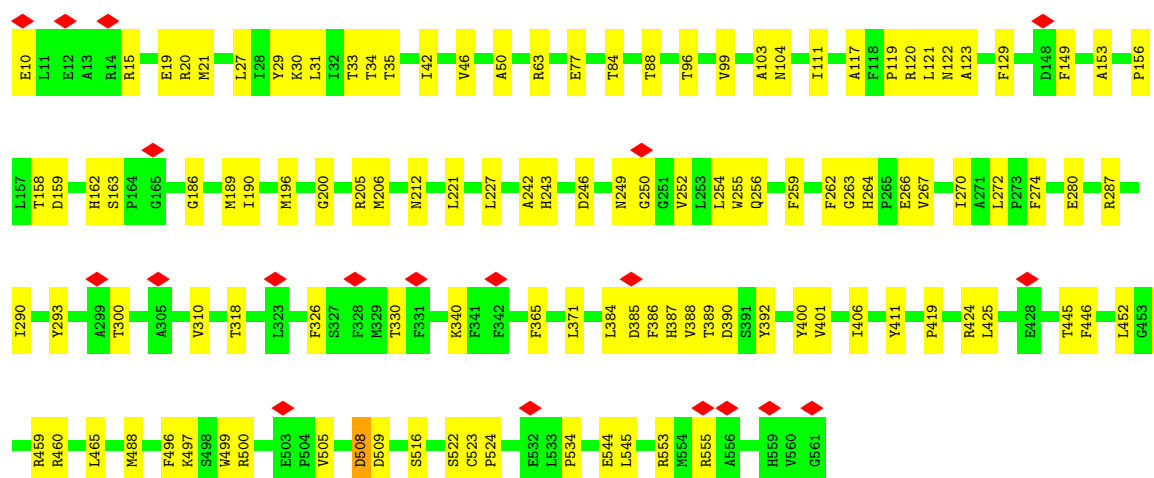 E10 L11 E12 A13 R14 R15 E19 R20 M21 L27 I28 Y29 K30 L31 I32 T33 T34 T35 I42 V46 A50 R63 E77 T84 T88 T96 V99 A103 N104 I111 A117 F118 P119 R120 L121 N122 A123 F129 D148 F149 A153 P156
L157 T158 D159 H162 S163 P164 G165 G186 M189 I190 M196 G200 R205 M206 N212 L221 L227 A242 H243 D246 N249 G250 G251 V252 L253 L254 W255 Q256 F259 F262 G263 H264 P265 E266 V267 I270 A271 L272 P273 F274 E280 R287
I290 Y293 A299 T300 A305 V310 T318 L323 F326 S327 F328 M329 T330 F331 K340 F341 F342 F365 L371 L384 D385 F386 H387 V388 T389 D390 S391 Y392 Y400 V401 I406 Y411 P419 R424 L425 E428 T445 F446 L452 G453
R459 R460 L465 M488 F496 K497 S498 W499 R500 E503 P504 V505 D508 D509 S516 S522 C523 P524 E532 L533 P534 E544 L545 R553 M554 R555 A556 H559 V560 G561